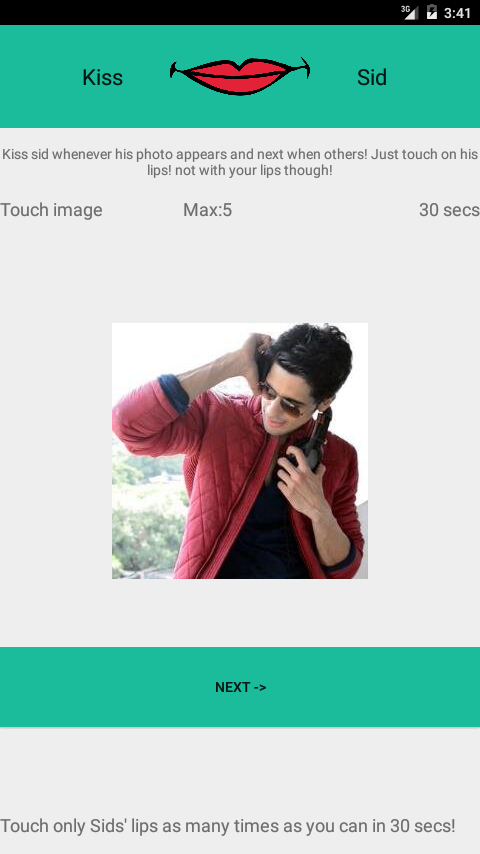 3G 3:41
Kiss Sid
Kiss sid whenever his photo appears and next when others! Just touch on his
lips! not with your lips though!
Touch image Max:5 30 secs
NEXT ->
Touch only Sids' lips as many times as you can in 30 secs!